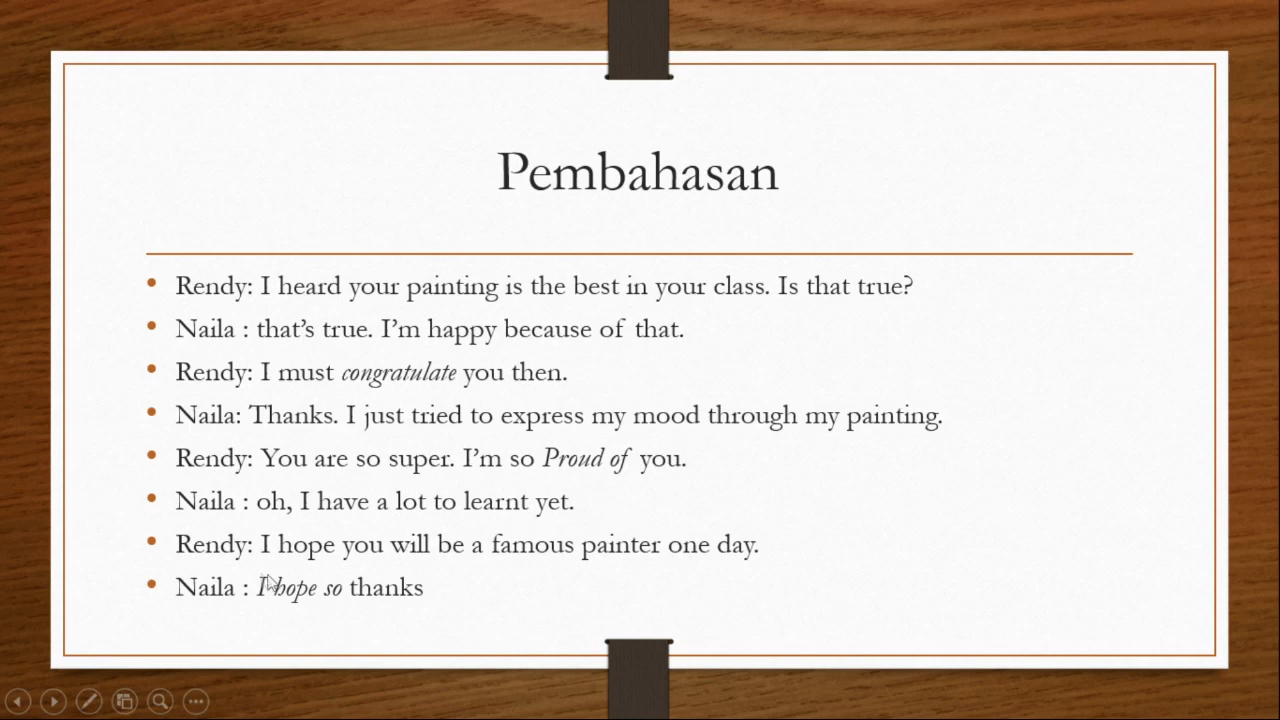 Pembahasan
• Rendy: I heard your painting is the best in your class. Is that true?
• Naila : that's true. I'm happy because of that.
• Rendy: I must congratulate you then.
• Naila: Thanks. I just tried to express my mood through my painting.
• Rendy: You are so super. I'm so Proud of you.
• Naila : oh, I have a lot to learnt yet.
• Rendy: I hope you will be a famous painter one day.
• Naila : I hope so thanks